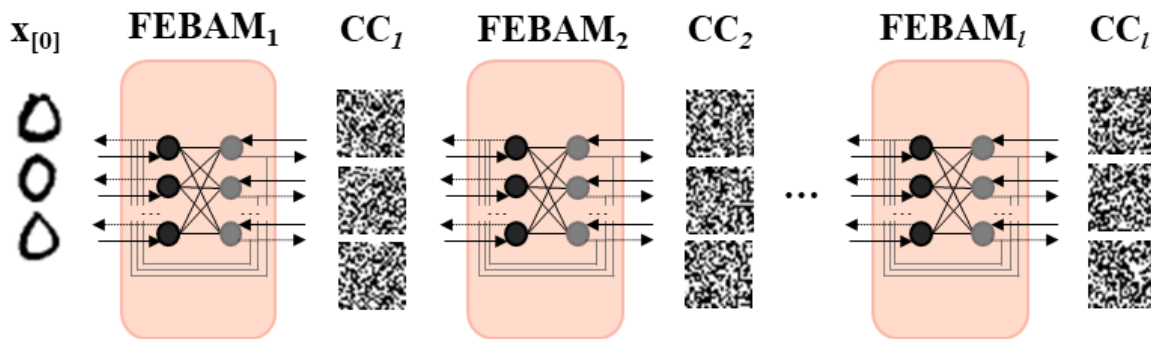 x[0] FEBAM1 CC1 FEBAM2 CC2 FEBAMl CCl
... ... ... ...